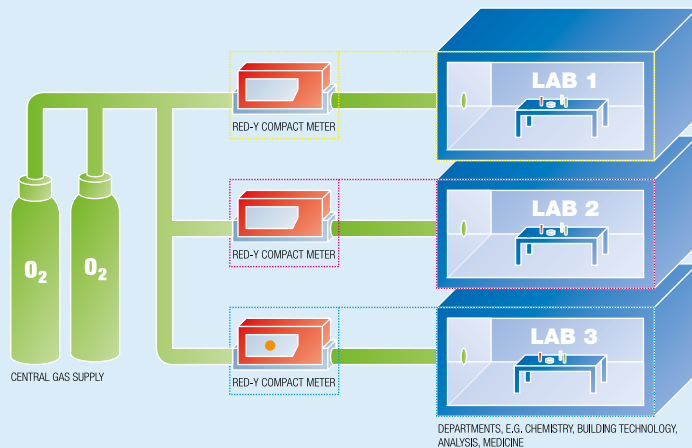 LAB 1
RED-Y COMPACT METER
LAB 2
RED-Y COMPACT METER
O₂
O₂
LAB 3
CENTRAL GAS SUPPLY
RED-Y COMPACT METER
DEPARTMENTS, E.G. CHEMISTRY, BUILDING TECHNOLOGY,
ANALYSIS, MEDICINE